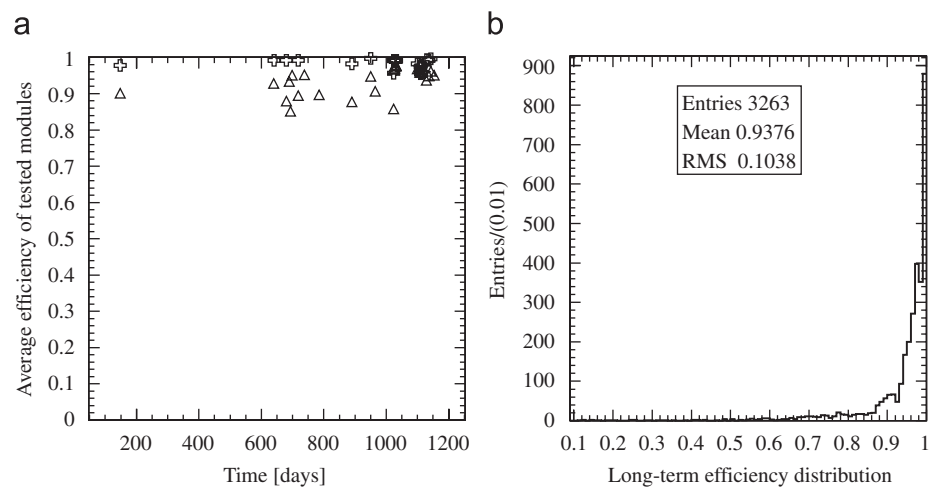 a
b
Average efficiency of tested modules
1
0.9
0.8
0.7
0.6
0.5
0.4
0.3
0.2
0.1
0
0 200 400 600 800 1000 1200
Time [days]
Entries/(0.01)
900
800
700
600
500
400
300
200
100
0
Entries 3263
Mean 0.9376
RMS 0.1038
0.1 0.2 0.3 0.4 0.5 0.6 0.7 0.8 0.9 1
Long-term efficiency distribution